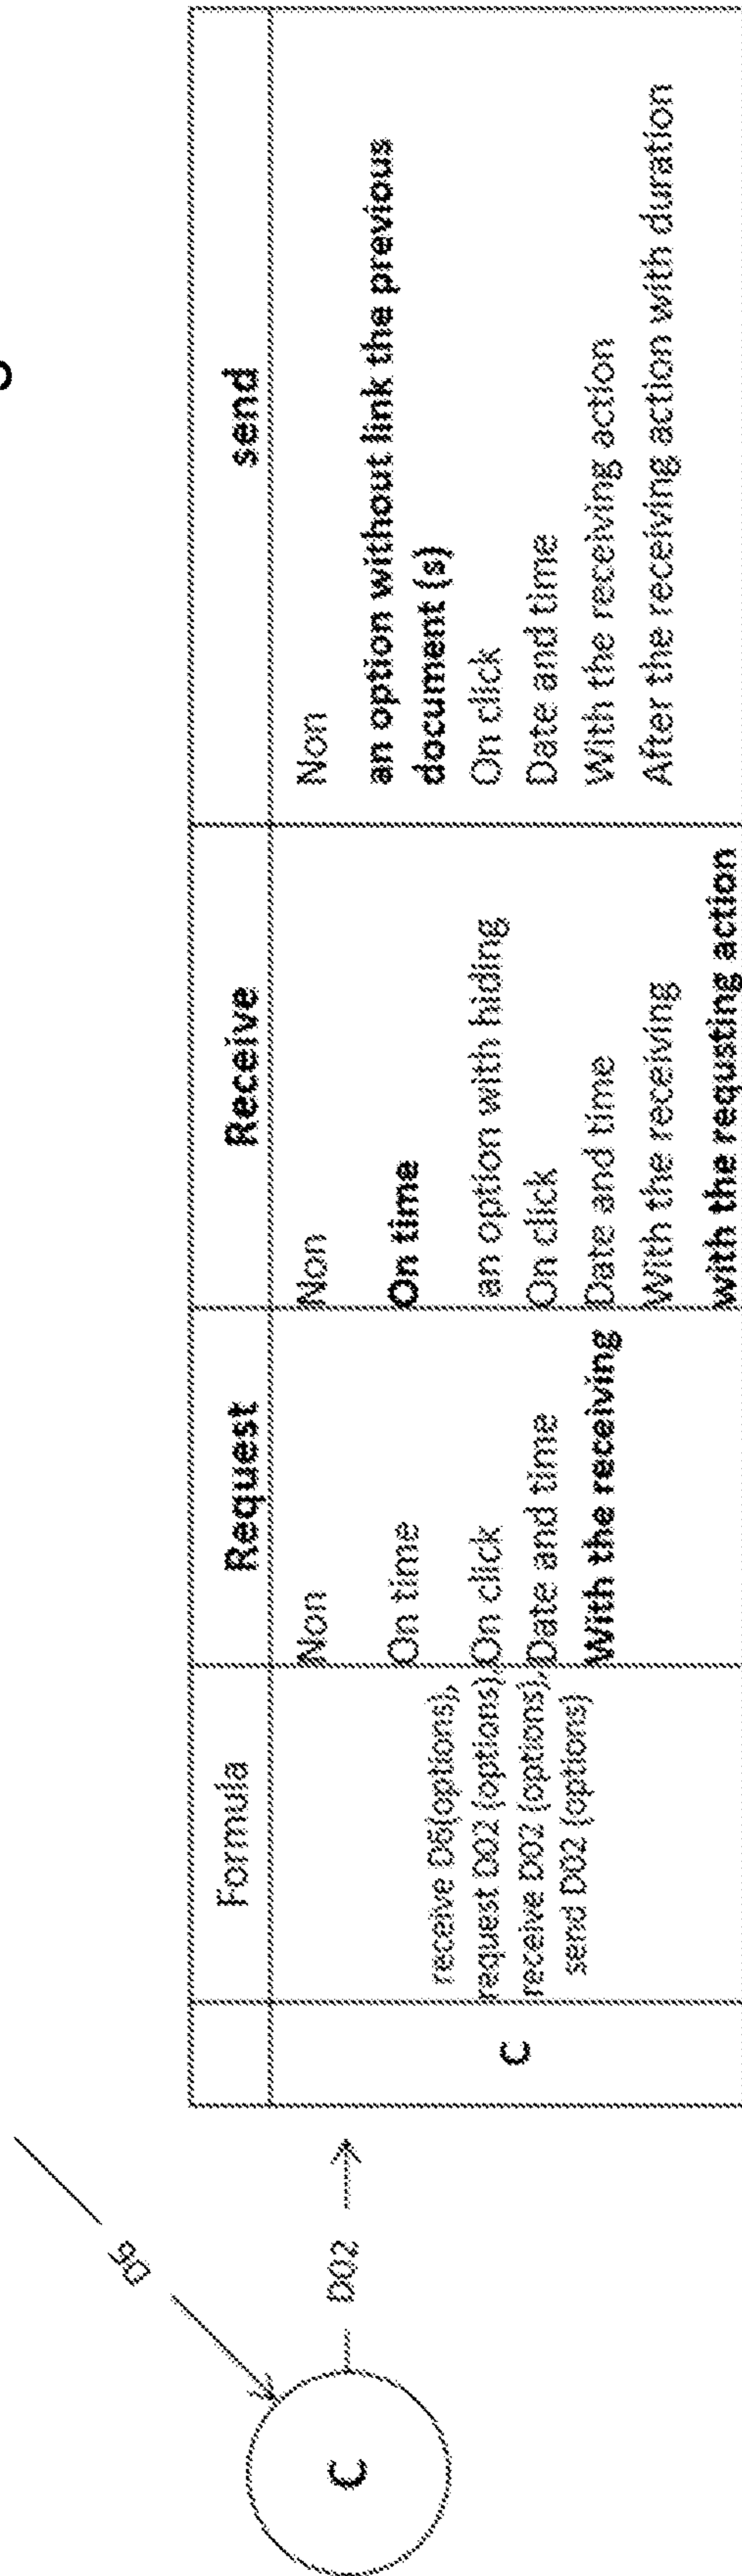 D5
D02
C
Formula
Request
Receive
send
C
receive D5(options),
request D02 (options),
receive D02 (options),
send D02 (options)
Non
On time
On click
Date and time
With the receiving
Non
On time
an option with hiding
On click
Date and time
With the receiving
with the requsting action
Non
an option without link the previous
document (s)
On click
Date and time
With the receiving action
After the receiving action with duration